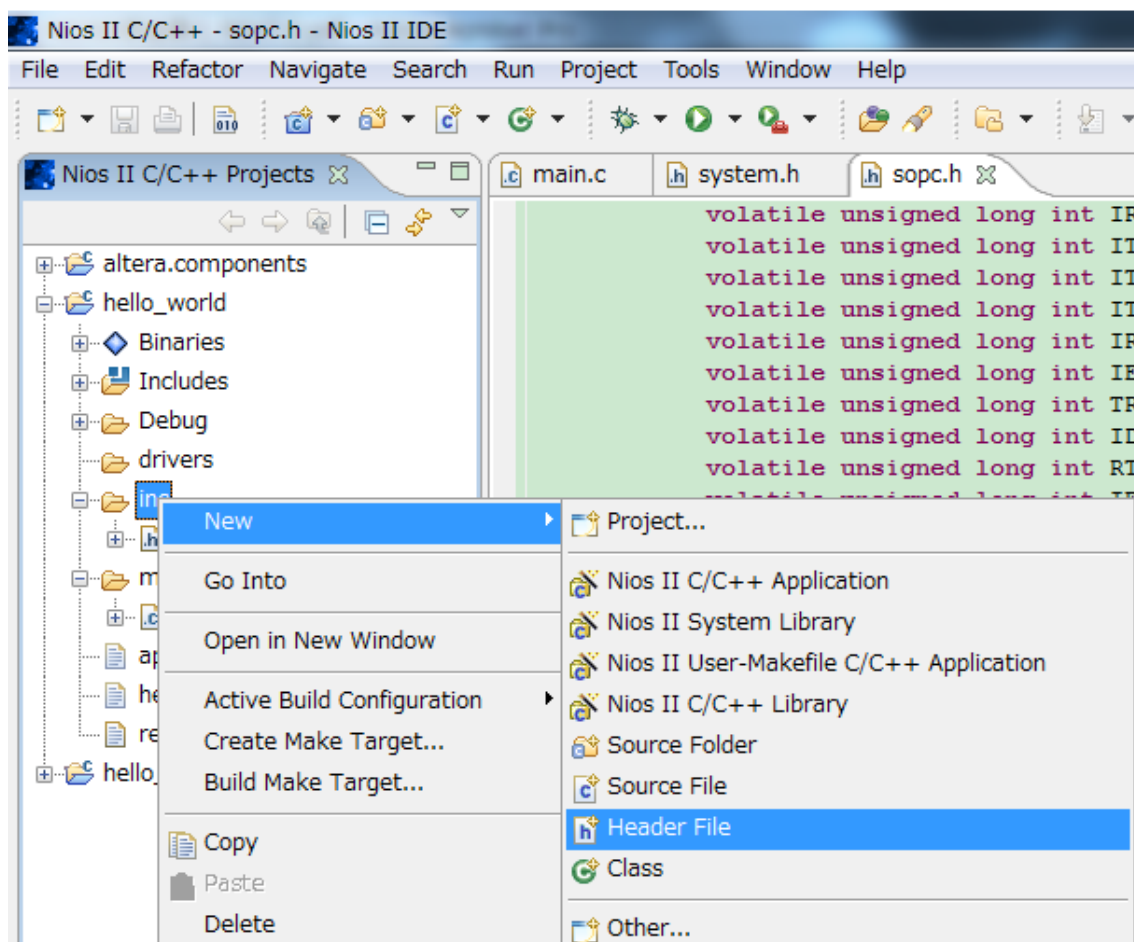 Nios II C/C++ - sopc.h - Nios II IDE
File Edit Refactor Navigate Search Run Project Tools Window Help
Nios II C/C++ Projects
main.c system.h sopc.h
altera.components
hello_world
Binaries
Includes
Debug
drivers
volatile unsigned long int
volatile unsigned long int
volatile unsigned long int
volatile unsigned long int
volatile unsigned long int
volatile unsigned long int
volatile unsigned long int
volatile unsigned long int
volatile unsigned long int
New
Go Into
Open in New Window
Active Build Configuration
Create Make Target...
Build Make Target...
Copy
Paste
Delete
Project...
Nios II C/C++ Application
Nios II System Library
Nios II User-Makefile C/C++ Application
Nios II C/C++ Library
Source Folder
Source File
Header File
Class
Other...